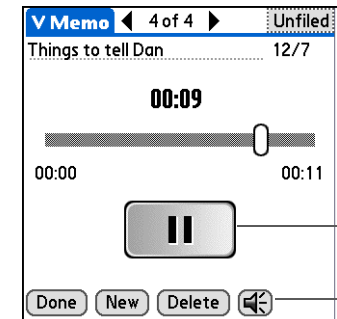 V Memo 4 of 4 Unfiled
Things to tell Dan 12/7
00:09
00:00 00:11
Done New Delete